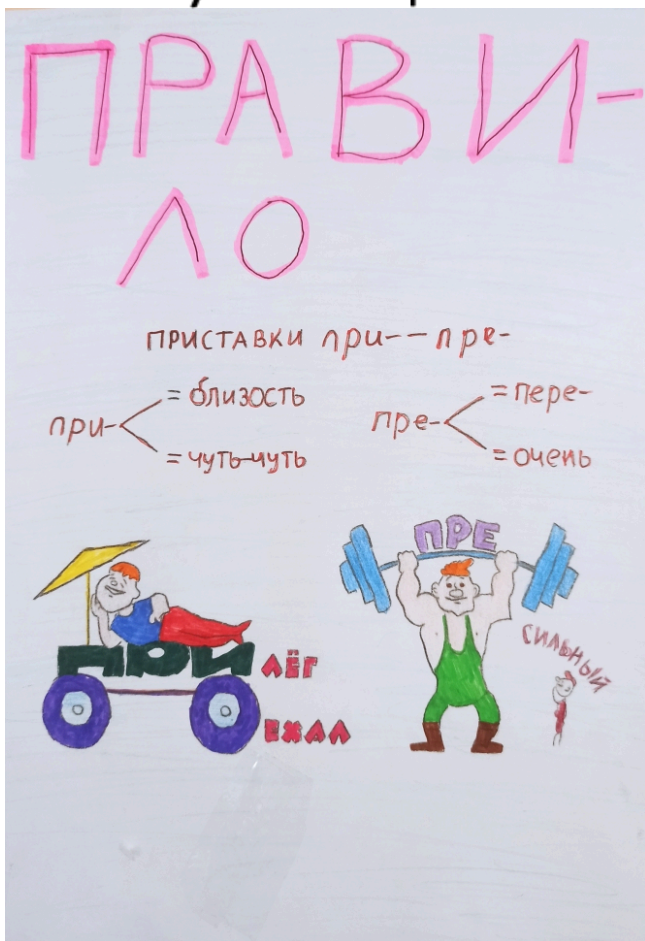 ПРАВИ-
ЛО
ПРИСТАВКИ при-- пре-
при-
= близость
= чуть-чуть
пре-
= пере-
= очень
ПРЕ
СИЛЬНЫЙ
ПРИ
ЛЁГ
ЕХАЛ